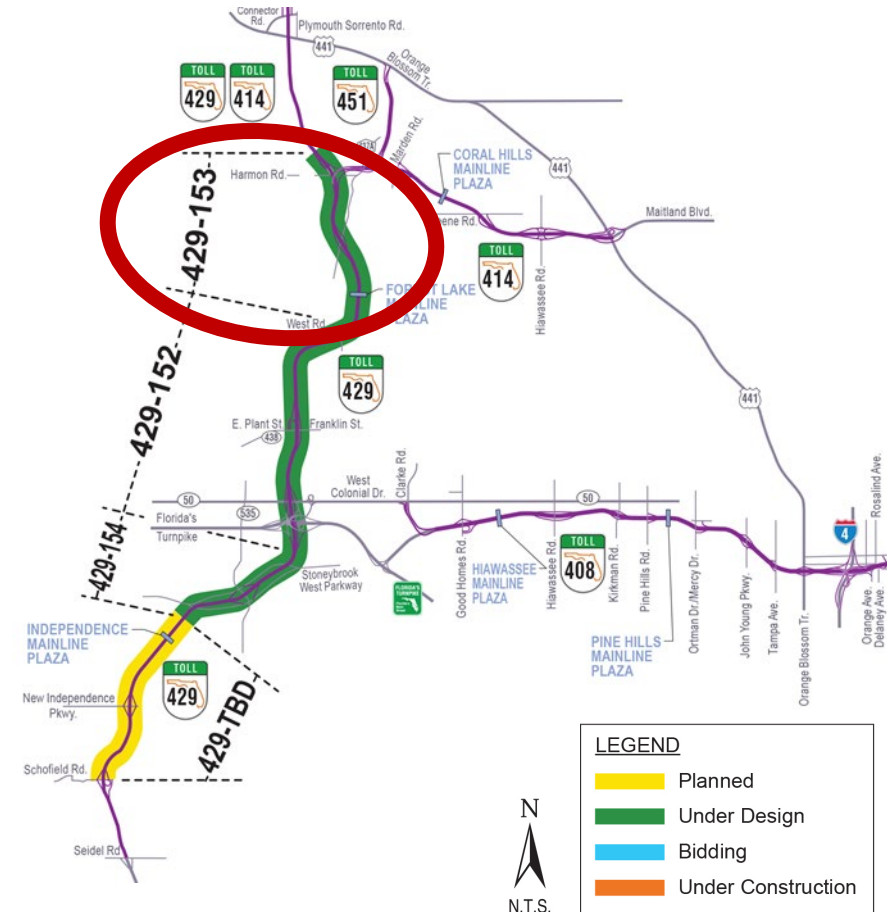 Connector
Rd.
Plymouth Sorrento Rd.
441
Orange
Blossom Tr.
TOLL
429
TOLL
414
TOLL
451
Marden Rd.
441
CORAL HILLS
MAINLINE
PLAZA
Harmon Rd.
429-153
Maitland Blvd.
TOLL
414
Hiawassee Rd.
LAKE
West Rd.
429-152
TOLL
429
441
E. Plant St.
Franklin St.
438
West
Colonial Dr.
Clarke Rd.
50
50
535
Florida's
Turnpike
429-154
Rosalind Ave.
4
Stoneybrook
West Parkway
FLORIDA'S
TURNPIKE
Good Homes Rd.
HIAWASSEE
MAINLINE
PLAZA
Hiawassee Rd.
TOLL
408
Kirkman Rd.
Pine Hills Rd.
Ortman Dr./Mercy Dr.
John Young Pkwy.
Tampa Ave.
Orange Blossom Tr.
Orange Ave.
Delaney Ave.
INDEPENDENCE
MAINLINE
PLAZA
PINE HILLS
MAINLINE
PLAZA
TOLL
429
429-TBD
New Independence
Pkwy.
Schofield Rd.
Seidel Rd
N
N.T.S.
LEGEND
Planned
Under Design
Bidding
Under Construction